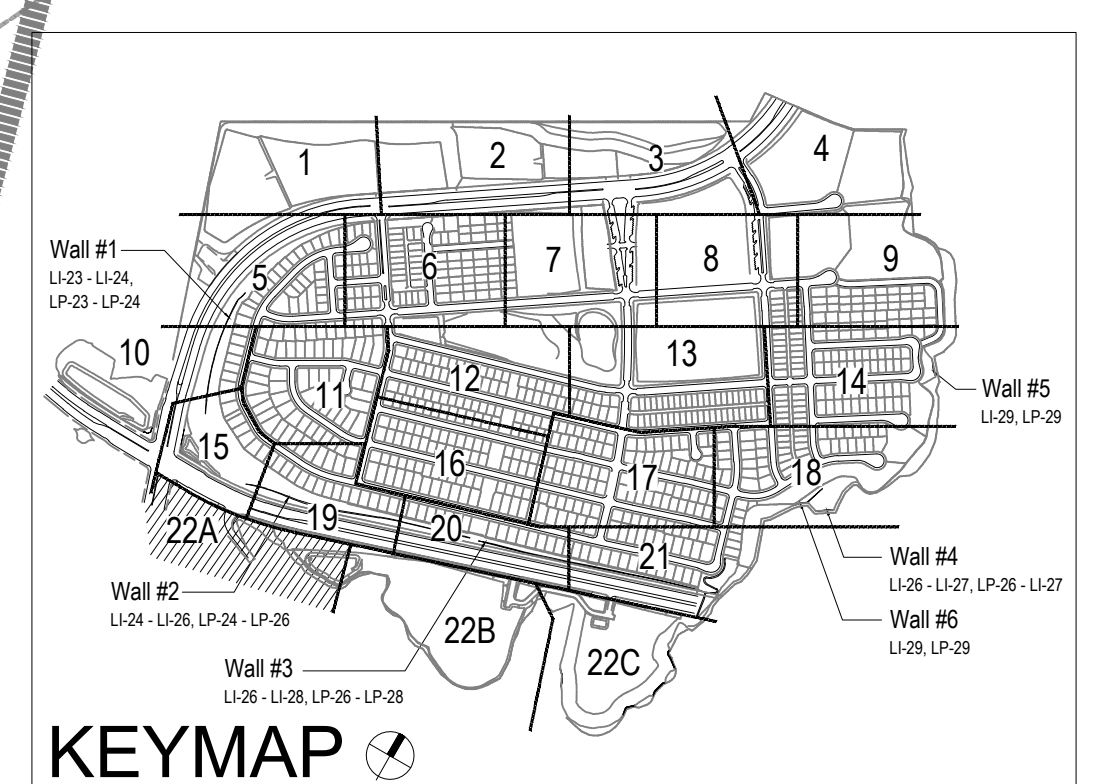 1
2
3
4
Wall #1
LI-23 - LI-24,
LP-23 - LP-24
5
6
7
8
9
10
11
12
13
14
Wall #5
LI-29, LP-29
15
16
17
18
19
20
21
22A
Wall #4
LI-26 - LI-27, LP-26 - LI-27
Wall #2
LI-24 - LI-26, LP-24 - LP-26
Wall #6
LI-29, LP-29
22B
22C
Wall #3
LI-26 - LI-28, LP-26 - LP-28
KEYMAP